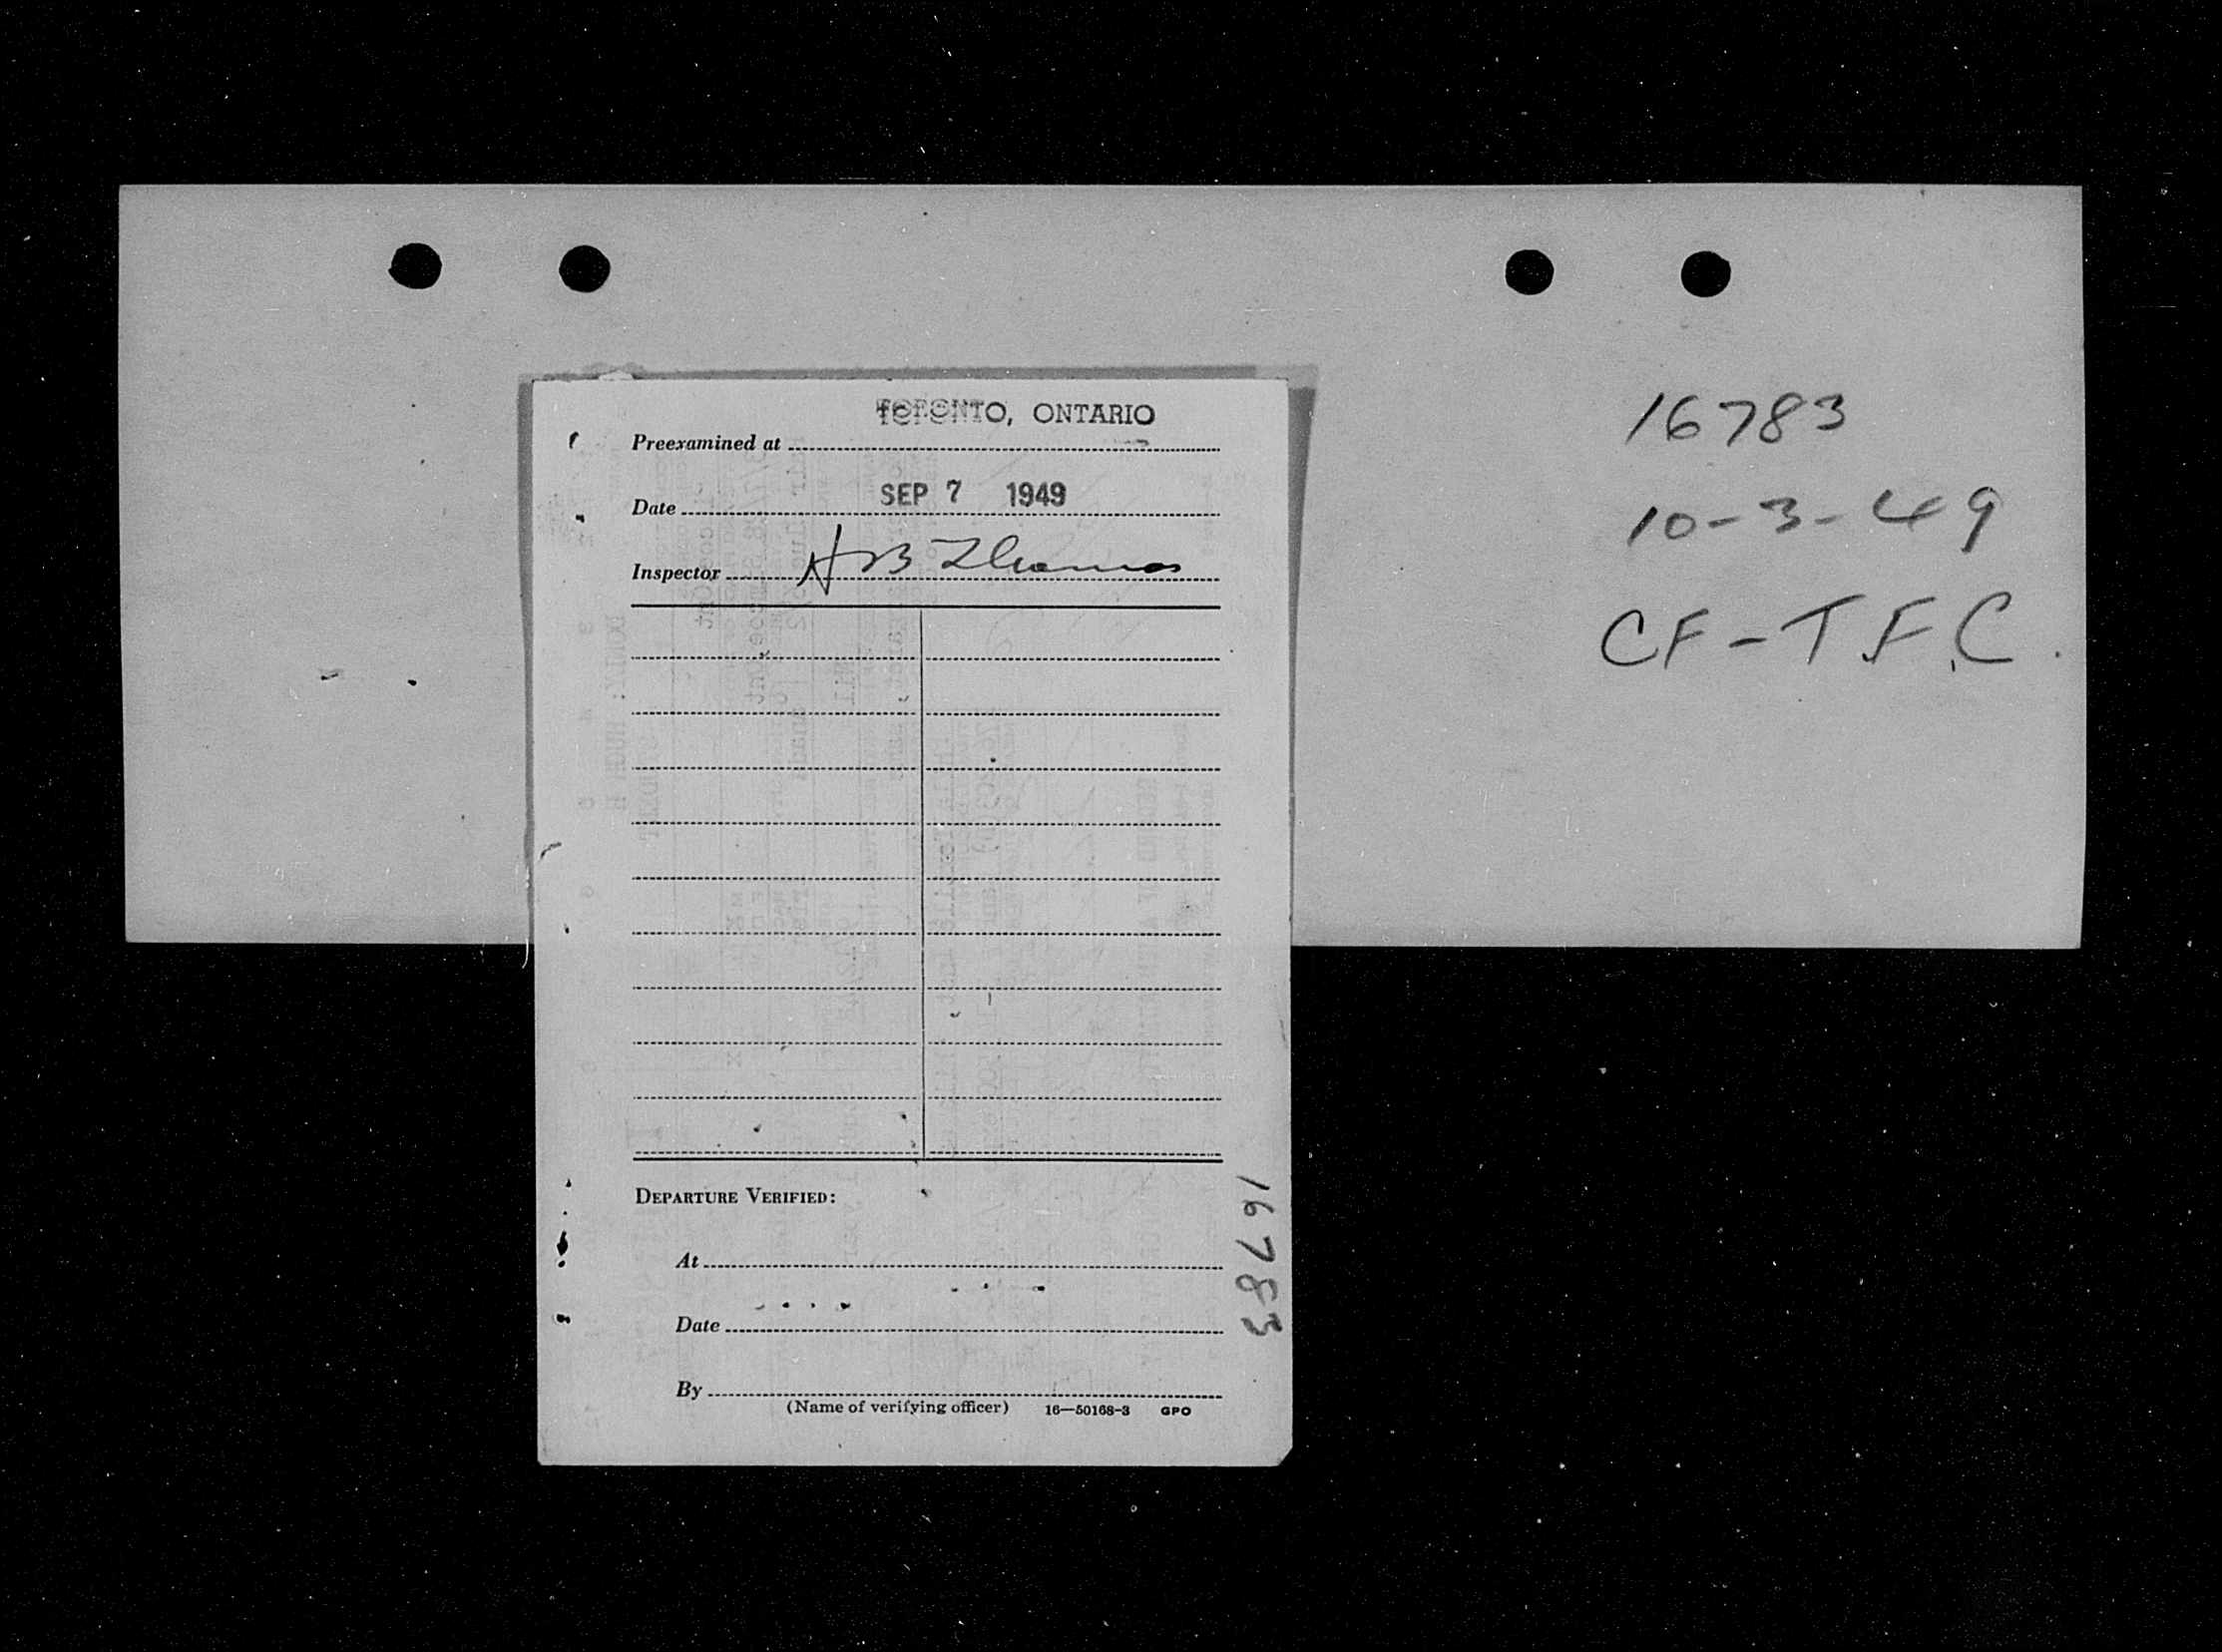 16783
10-3-49
CF-T.F.C.
TORONTO, ONTARIO
Preexamined at
Date SEP 7 1949
Inspector H B Thomas
DEPARTURE VERIFIED:
At
Date
By
(Name of verifying officer) 16—50168-3 GPO
16783